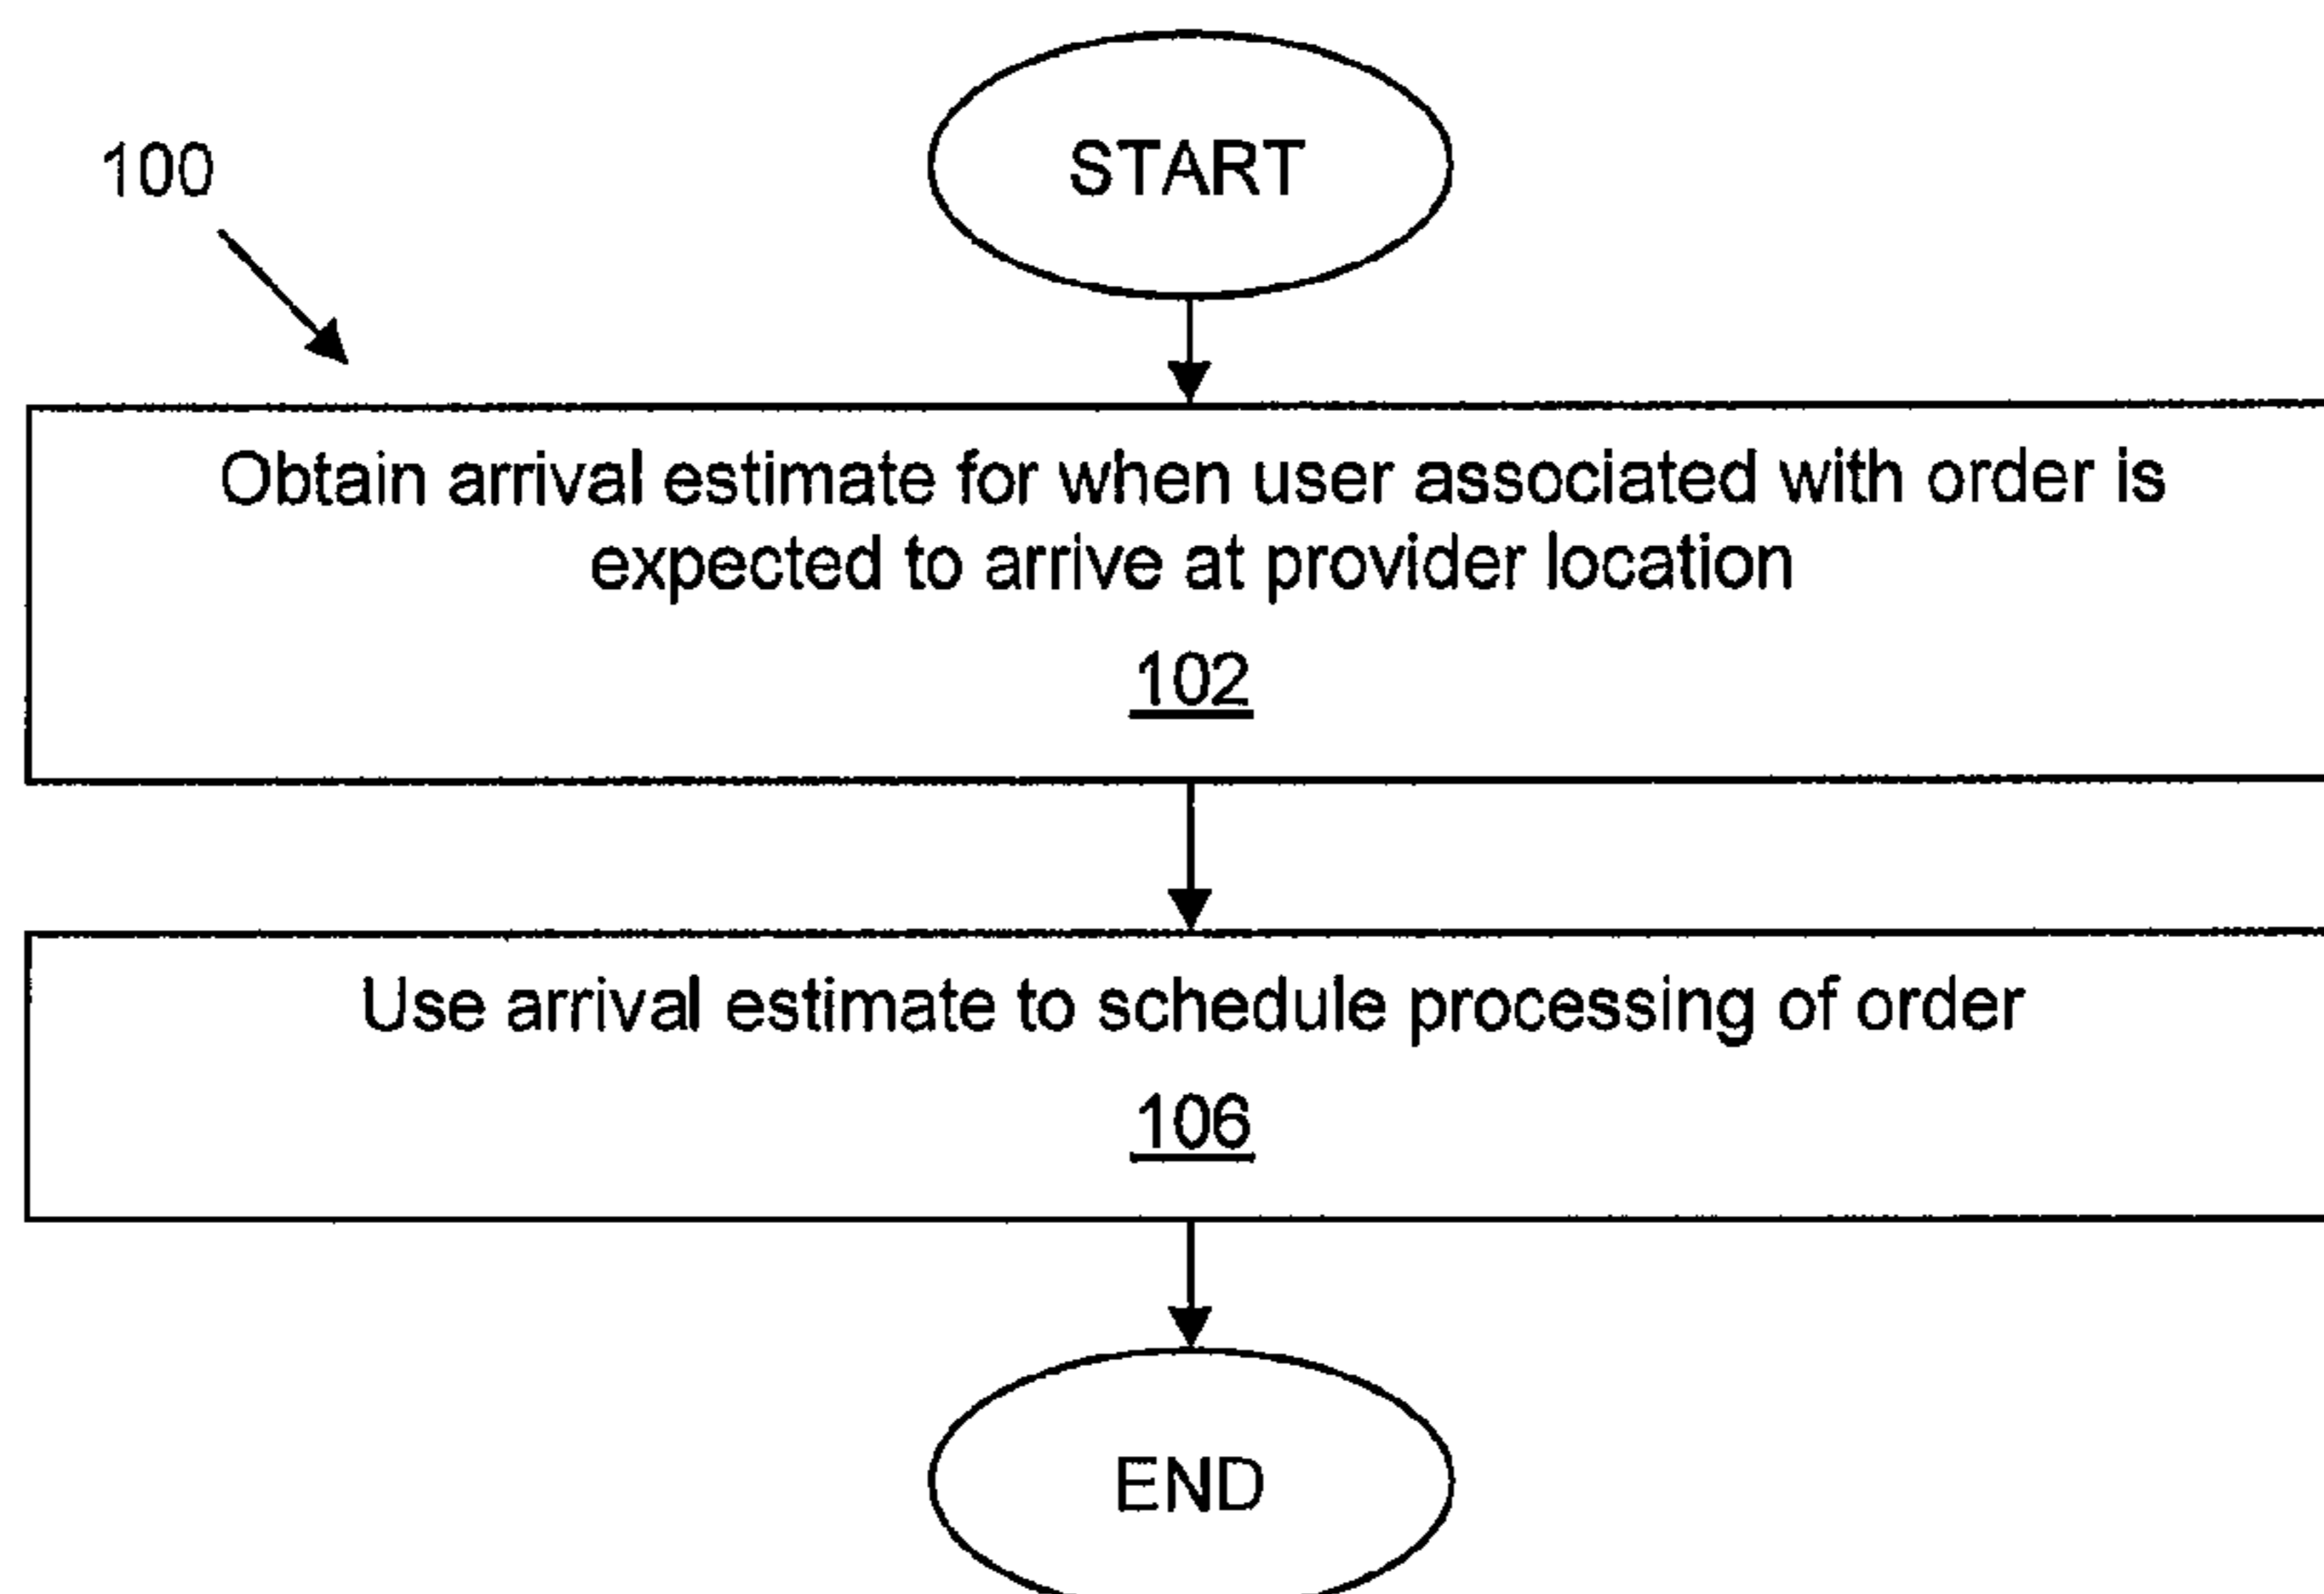 START
100
Obtain arrival estimate for when user associated with order is
expected to arrive at provider location
102
Use arrival estimate to schedule processing of order
106
END